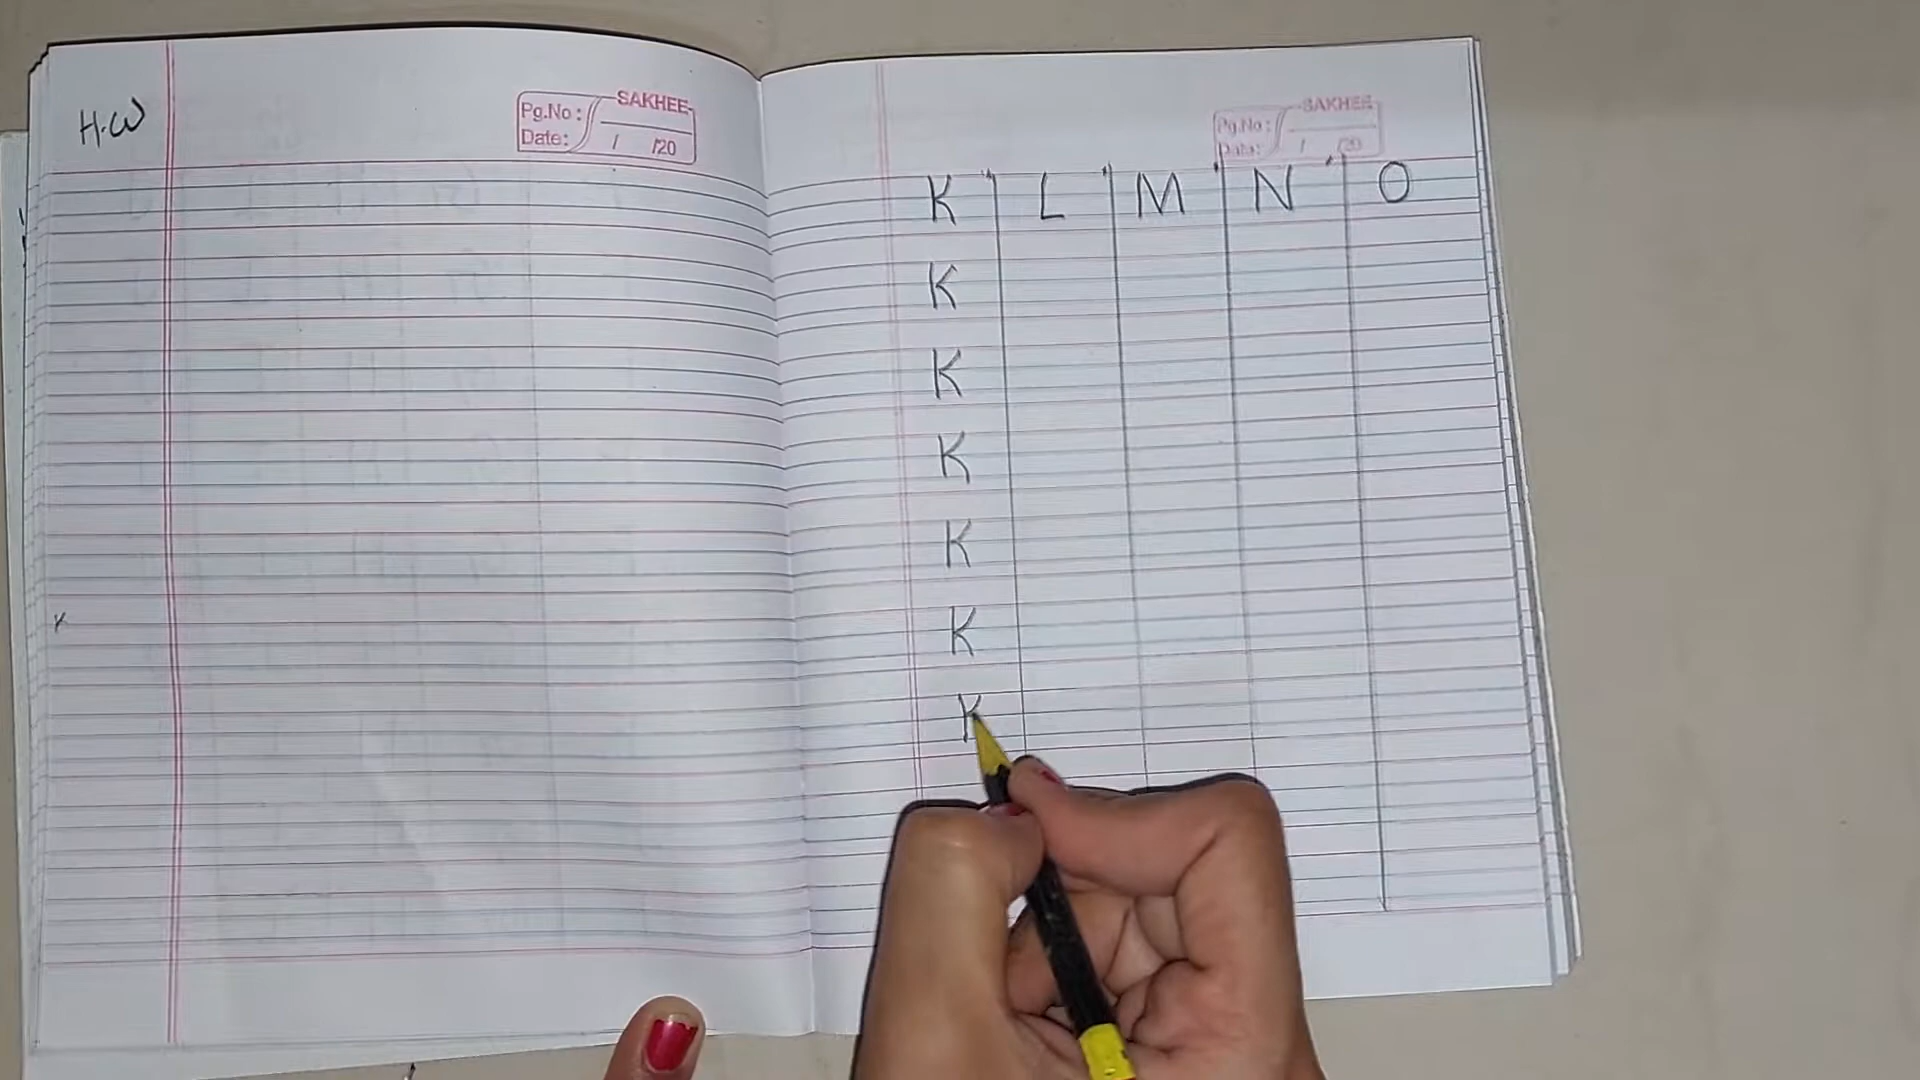 H.W
SAKHEE
Pg.No:
Date: / /20
SAKHEE
Pg.No:
Date: / /20
K L M N O
K
K
K
K
K
K